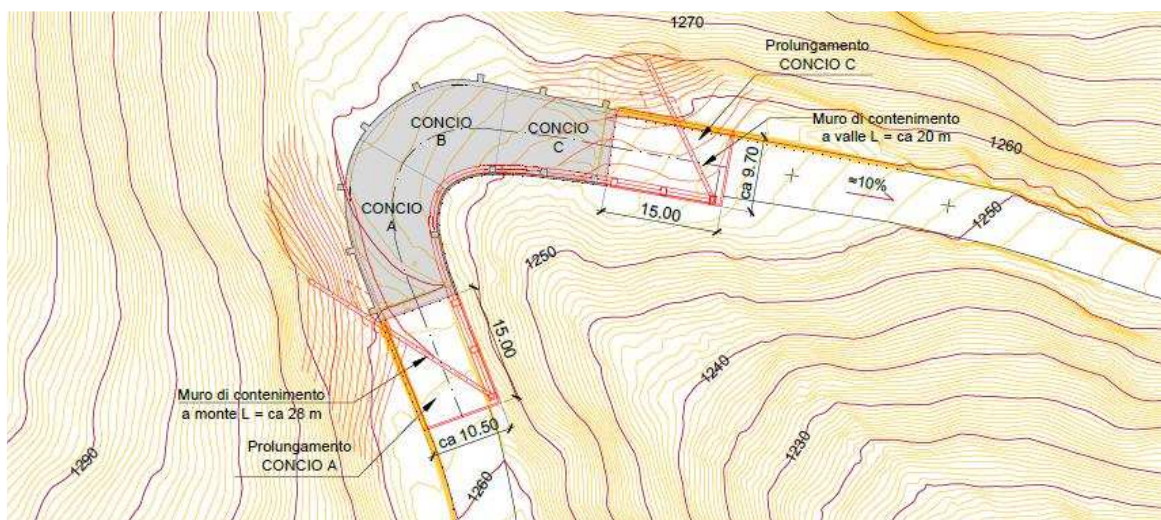 1270
Prolungamento
CONCIO C
Muro di contenimento
a valle L = ca 20 m
1260
CONCIO
B
CONCIO
C
ca 9.70
≈10%
CONCIO
A
15.00
1250
1250
15.00
1240
Muro di contenimento
a monte L = ca 28 m
Prolungamento
CONCIO A
ca 10.50
1290
1260
1230